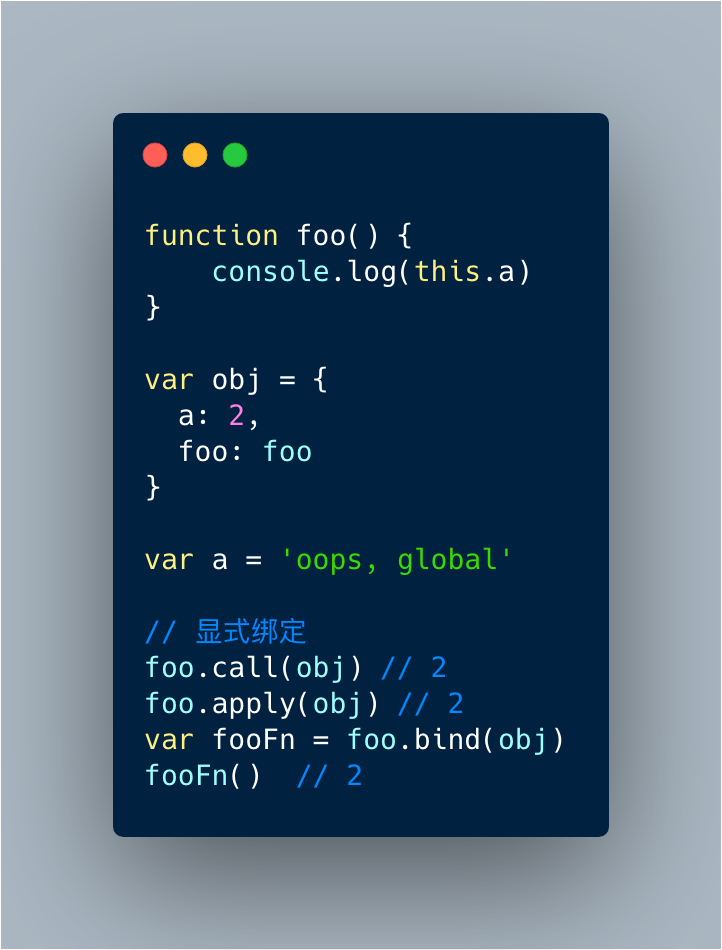 function foo() {
    console.log(this.a)
}

var obj = {
  a: 2,
  foo: foo
}

var a = 'oops, global'

// 显式绑定
foo.call(obj) // 2
foo.apply(obj) // 2
var fooFn = foo.bind(obj)
fooFn()  // 2